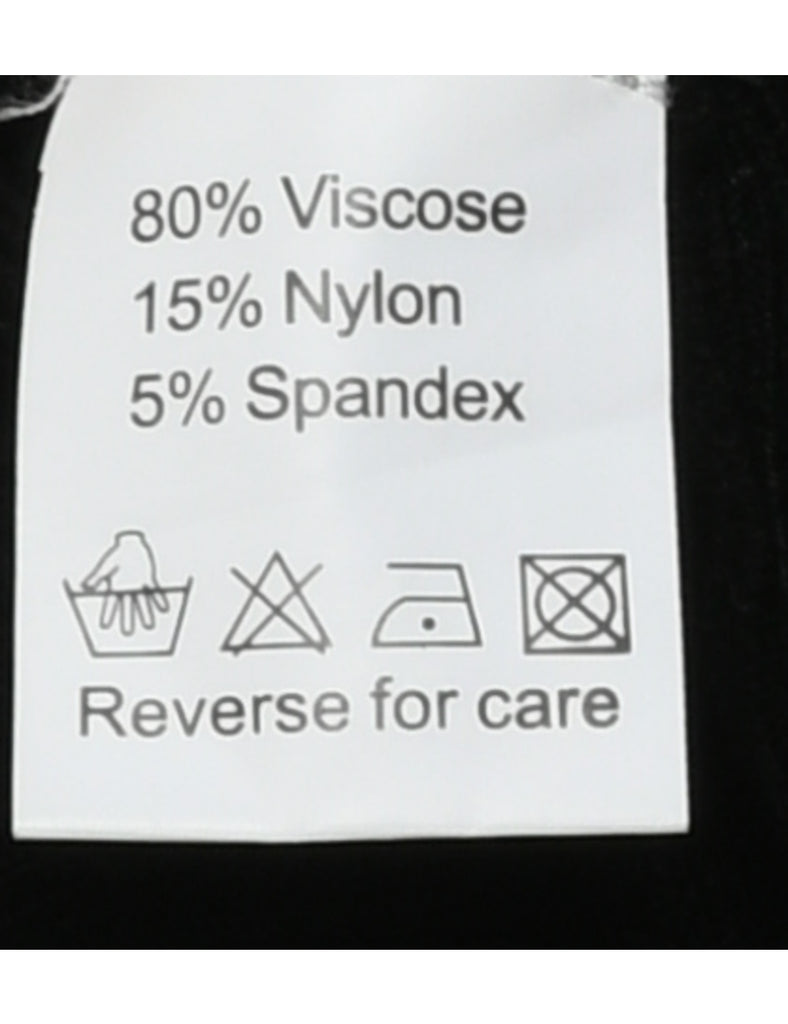 80% Viscose
15% Nylon
5% Spandex
Reverse for care